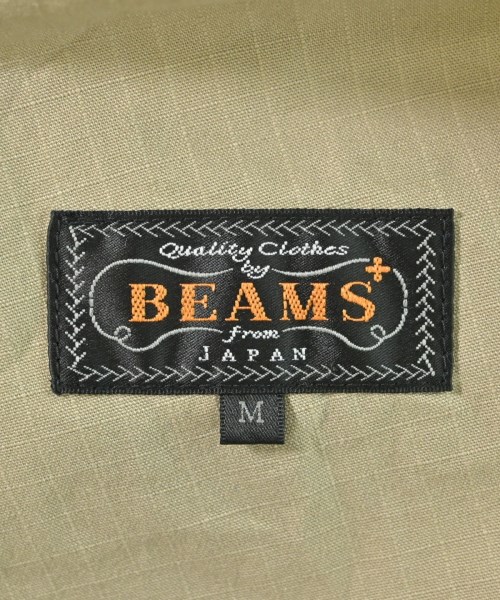 Quality Clothes
by
BEAMS+
from
JAPAN
M